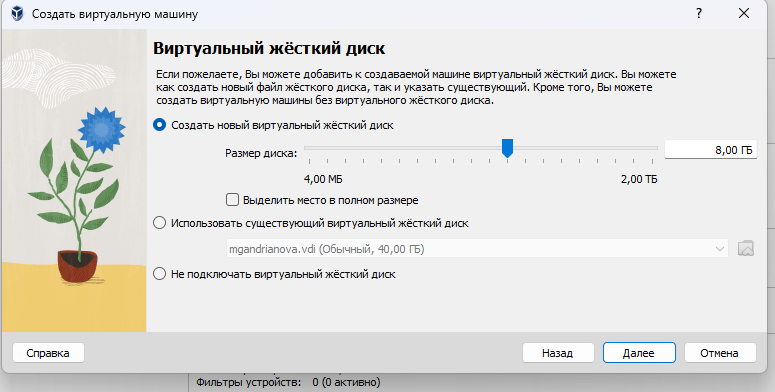 Создать виртуальную машину
?
Виртуальный жёсткий диск
Если пожелаете, Вы можете добавить к создаваемой машине виртуальный жёсткий диск. Вы можете
как создать новый файл жёсткого диска, так и указать существующий. Кроме того, Вы можете
создать виртуальную машины без виртуального жёсткого диска.
Создать новый виртуальный жёсткий диск
Размер диска:
8,00 ГБ
4,00 МБ
2,00 ТБ
Выделить место в полном размере
Использовать существующий виртуальный жёсткий диск
mgandrianova.vdi (Обычный, 40,00 ГБ)
Не подключать виртуальный жёсткий диск
Справка
Назад
Далее
Отмена
Фильтры устройств: 0 (0 активно)